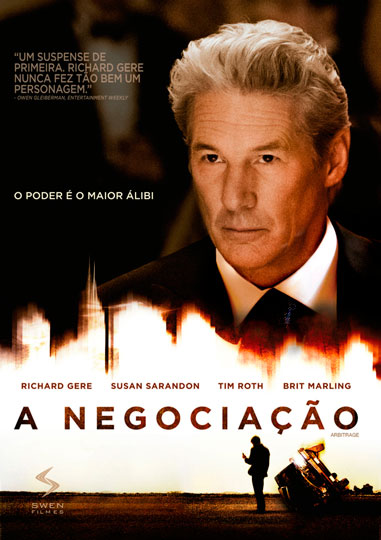 "UM SUSPENSE DE
PRIMEIRA. RICHARD GERE
NUNCA FEZ TÃO BEM UM
PERSONAGEM."
- OWEN GLEIBERMAN, ENTERTAINMENT WEEKLY
O PODER É O MAIOR ÁLIBI
RICHARD GERE SUSAN SARANDON TIM ROTH BRIT MARLING
A NEGOCIAÇÃO
ARBITRAGE
SWEN
FILMES